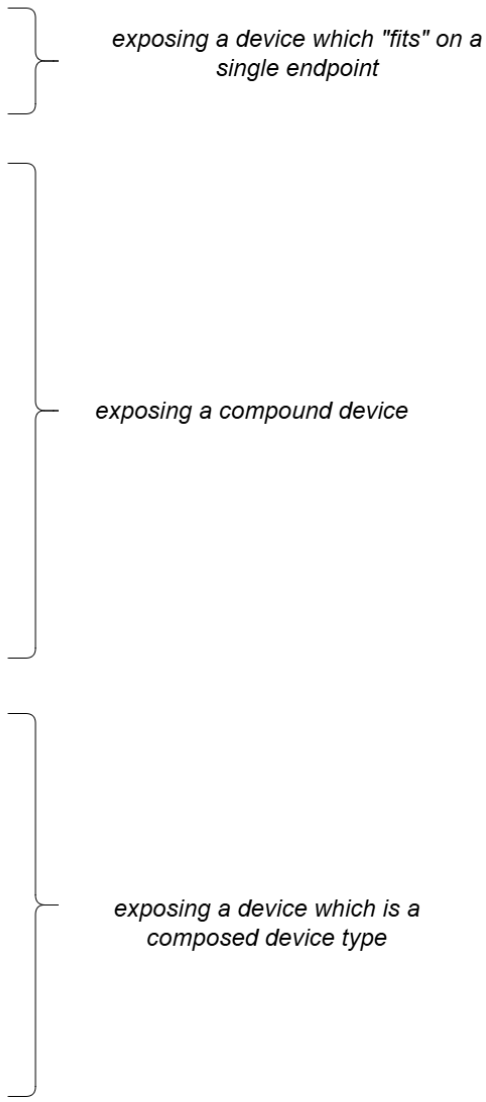 exposing a device which "fits" on a
single endpoint
exposing a compound device
exposing a device which is a
composed device type